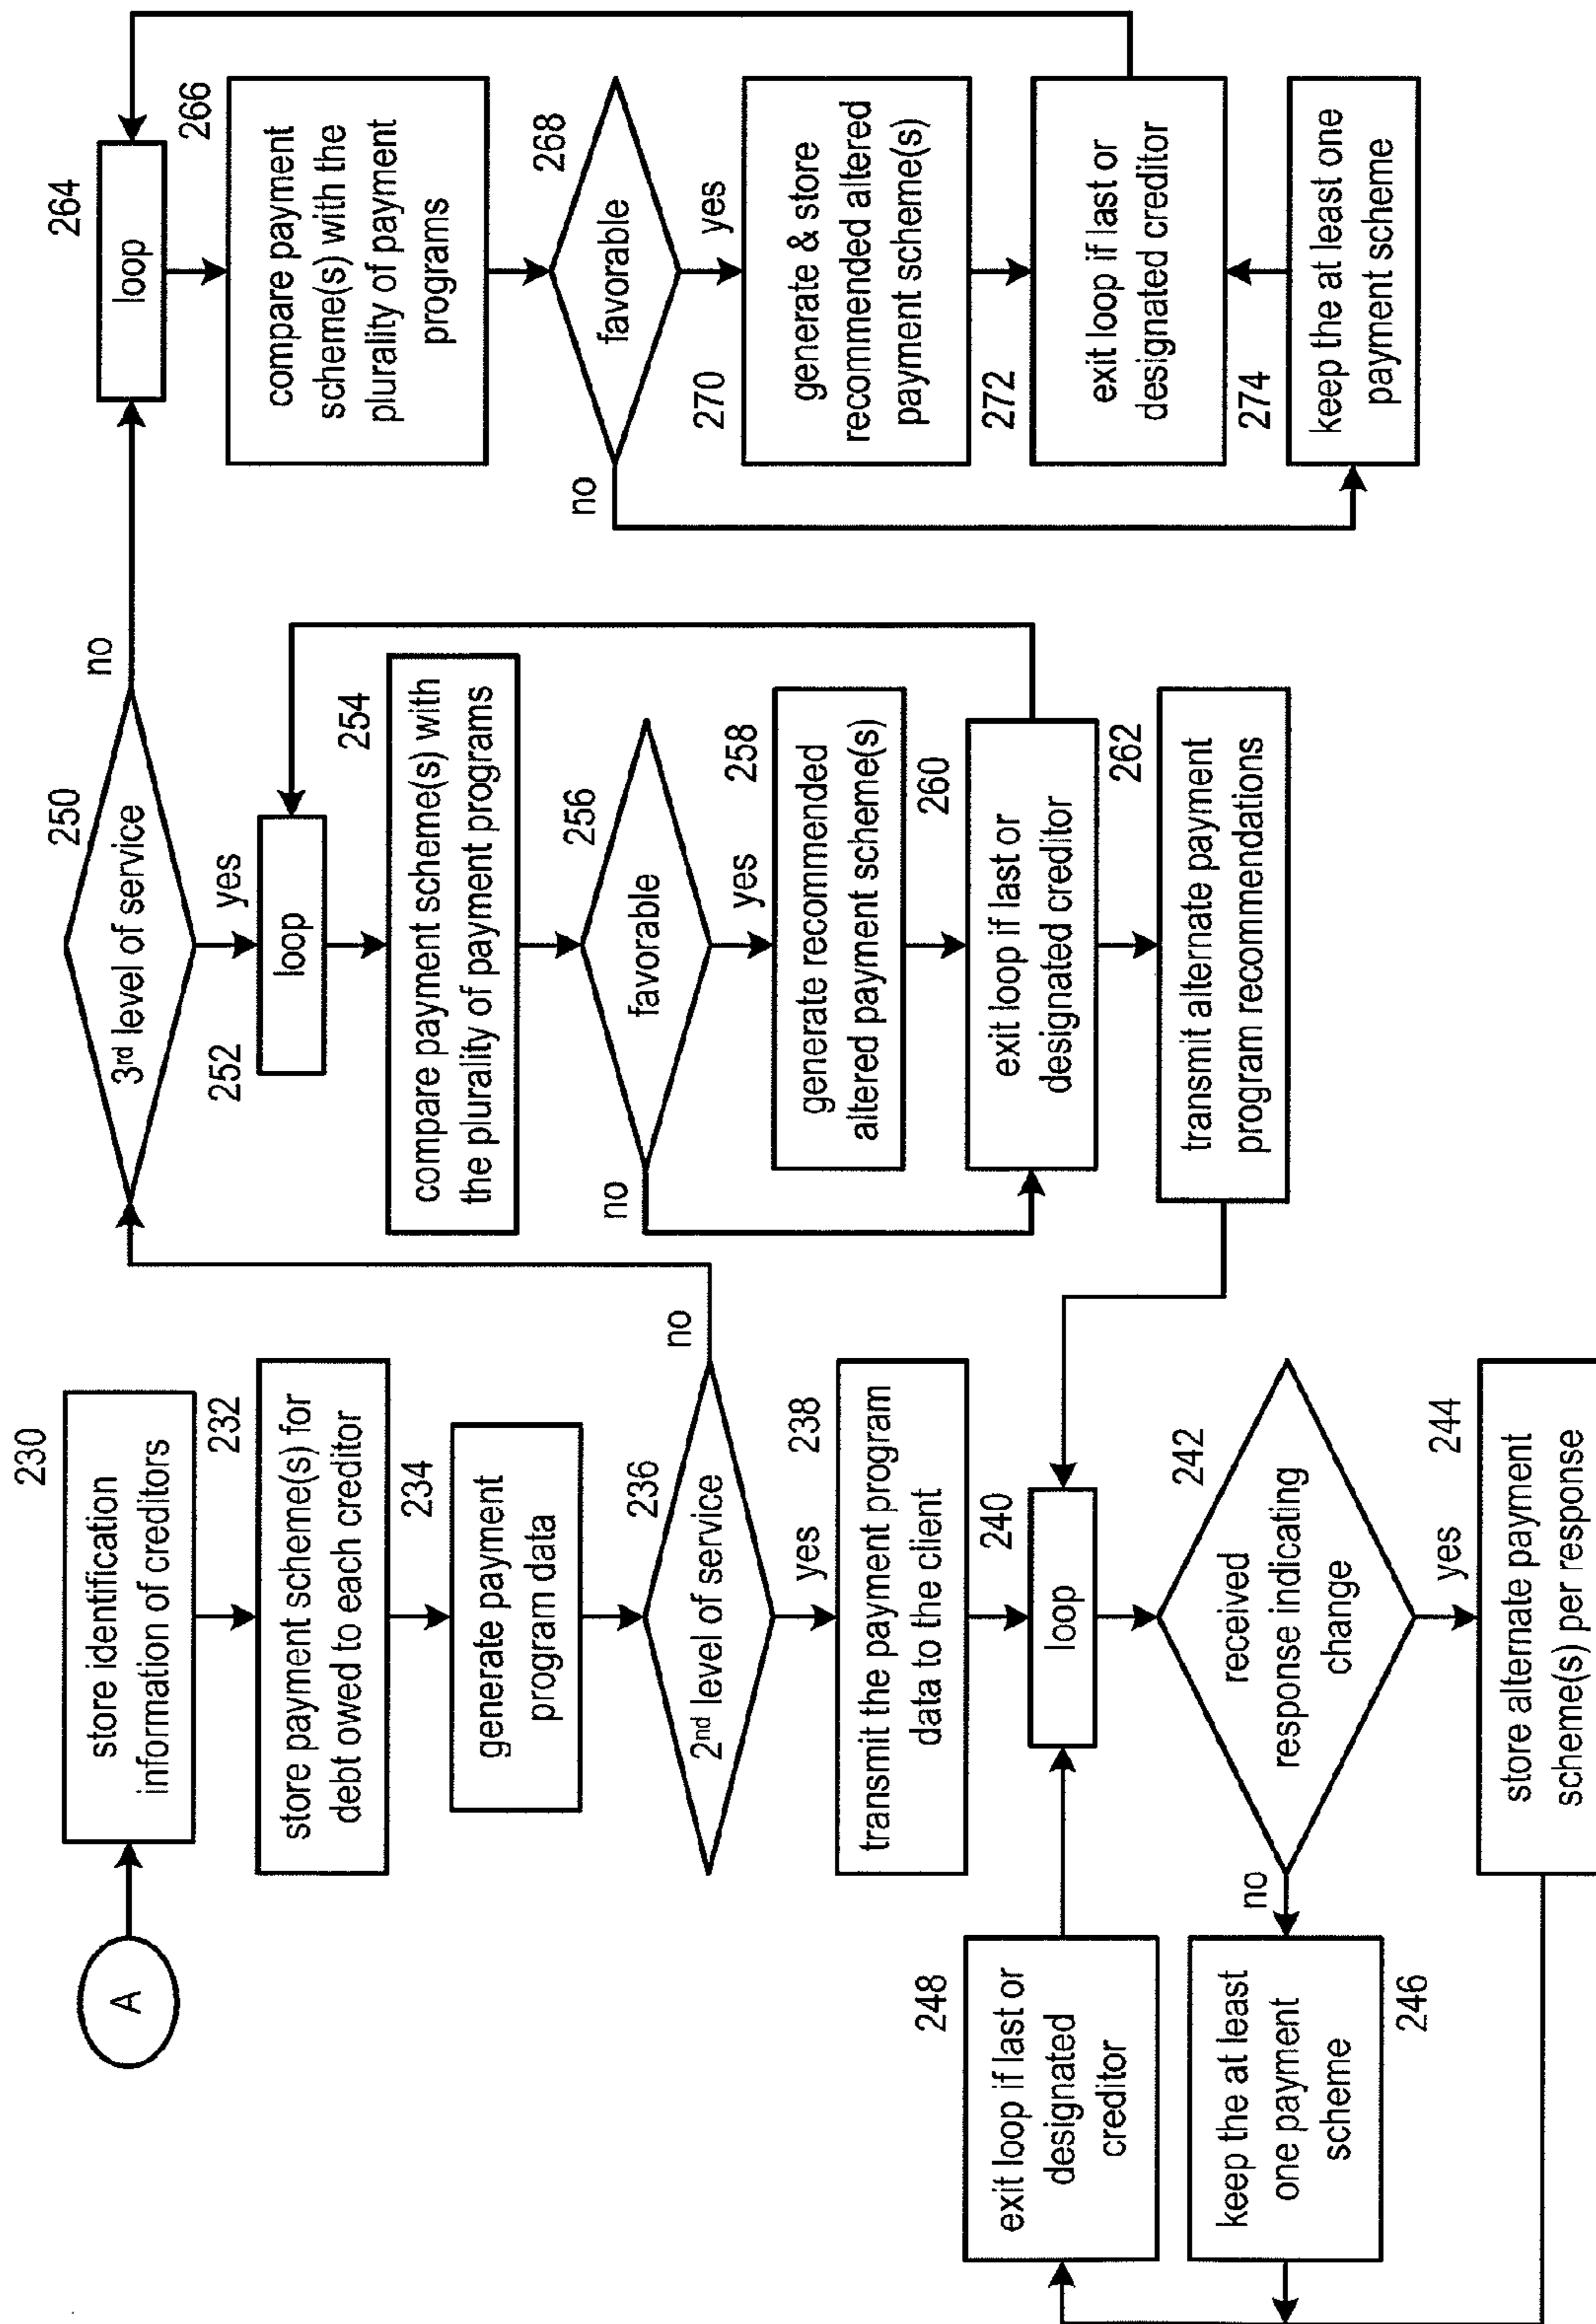 A
230
store identification
information of creditors
232
store payment scheme(s) for
debt owed to each creditor
234
generate payment
program data
236
2nd level of service
no
yes
238
transmit the payment program
data to the client
240
loop
242
received
response indicating
change
no
yes
244
store alternate payment
scheme(s) per response
246
keep the at least
one payment
scheme
248
exit loop if last or
designated
creditor
250
3rd level of service
no
yes
252
loop
254
compare payment scheme(s) with
the plurality of payment programs
256
favorable
no
yes
258
generate recommended
altered payment scheme(s)
260
exit loop if last or
designated creditor
262
transmit alternate payment
program recommendations
264
loop
266
compare payment
scheme(s) with the
plurality of payment
programs
268
favorable
no
yes
270
generate & store
recommended altered
payment scheme(s)
272
exit loop if last or
designated creditor
274
keep the at least one
payment scheme